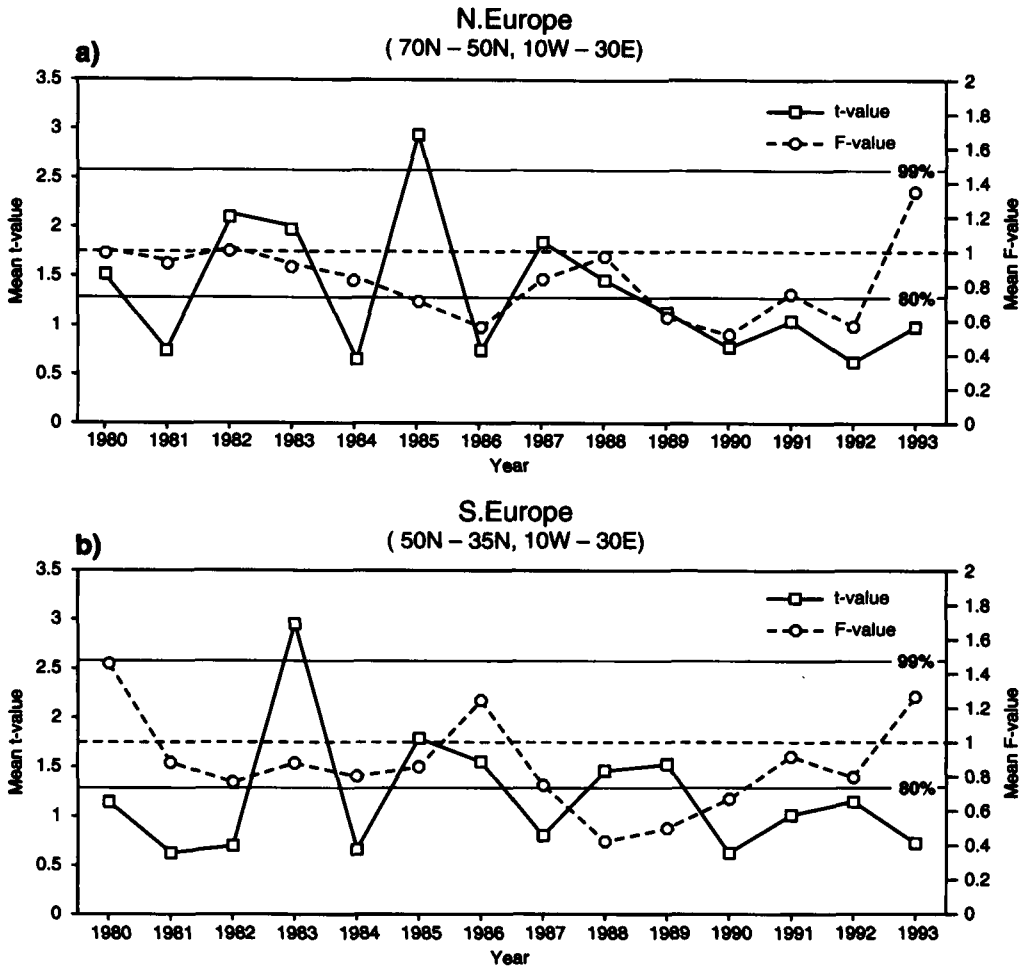 N.Europe
a)
( 70N – 50N, 10W – 30E)
3.5
3
2.5
2
1.5
1
0.5
0
Mean t-value
2
1.8
1.6
1.4
1.2
1
0.8
0.6
0.4
0.2
0
Mean F-value
t-value
F-value
99%
80%
1980 1981 1982 1983 1984 1985 1986 1987 1988 1989 1990 1991 1992 1993
Year
S.Europe
b)
( 50N – 35N, 10W – 30E)
3.5
3
2.5
2
1.5
1
0.5
0
Mean t-value
2
1.8
1.6
1.4
1.2
1
0.8
0.6
0.4
0.2
0
Mean F-value
t-value
F-value
99%
80%
1980 1981 1982 1983 1984 1985 1986 1987 1988 1989 1990 1991 1992 1993
Year